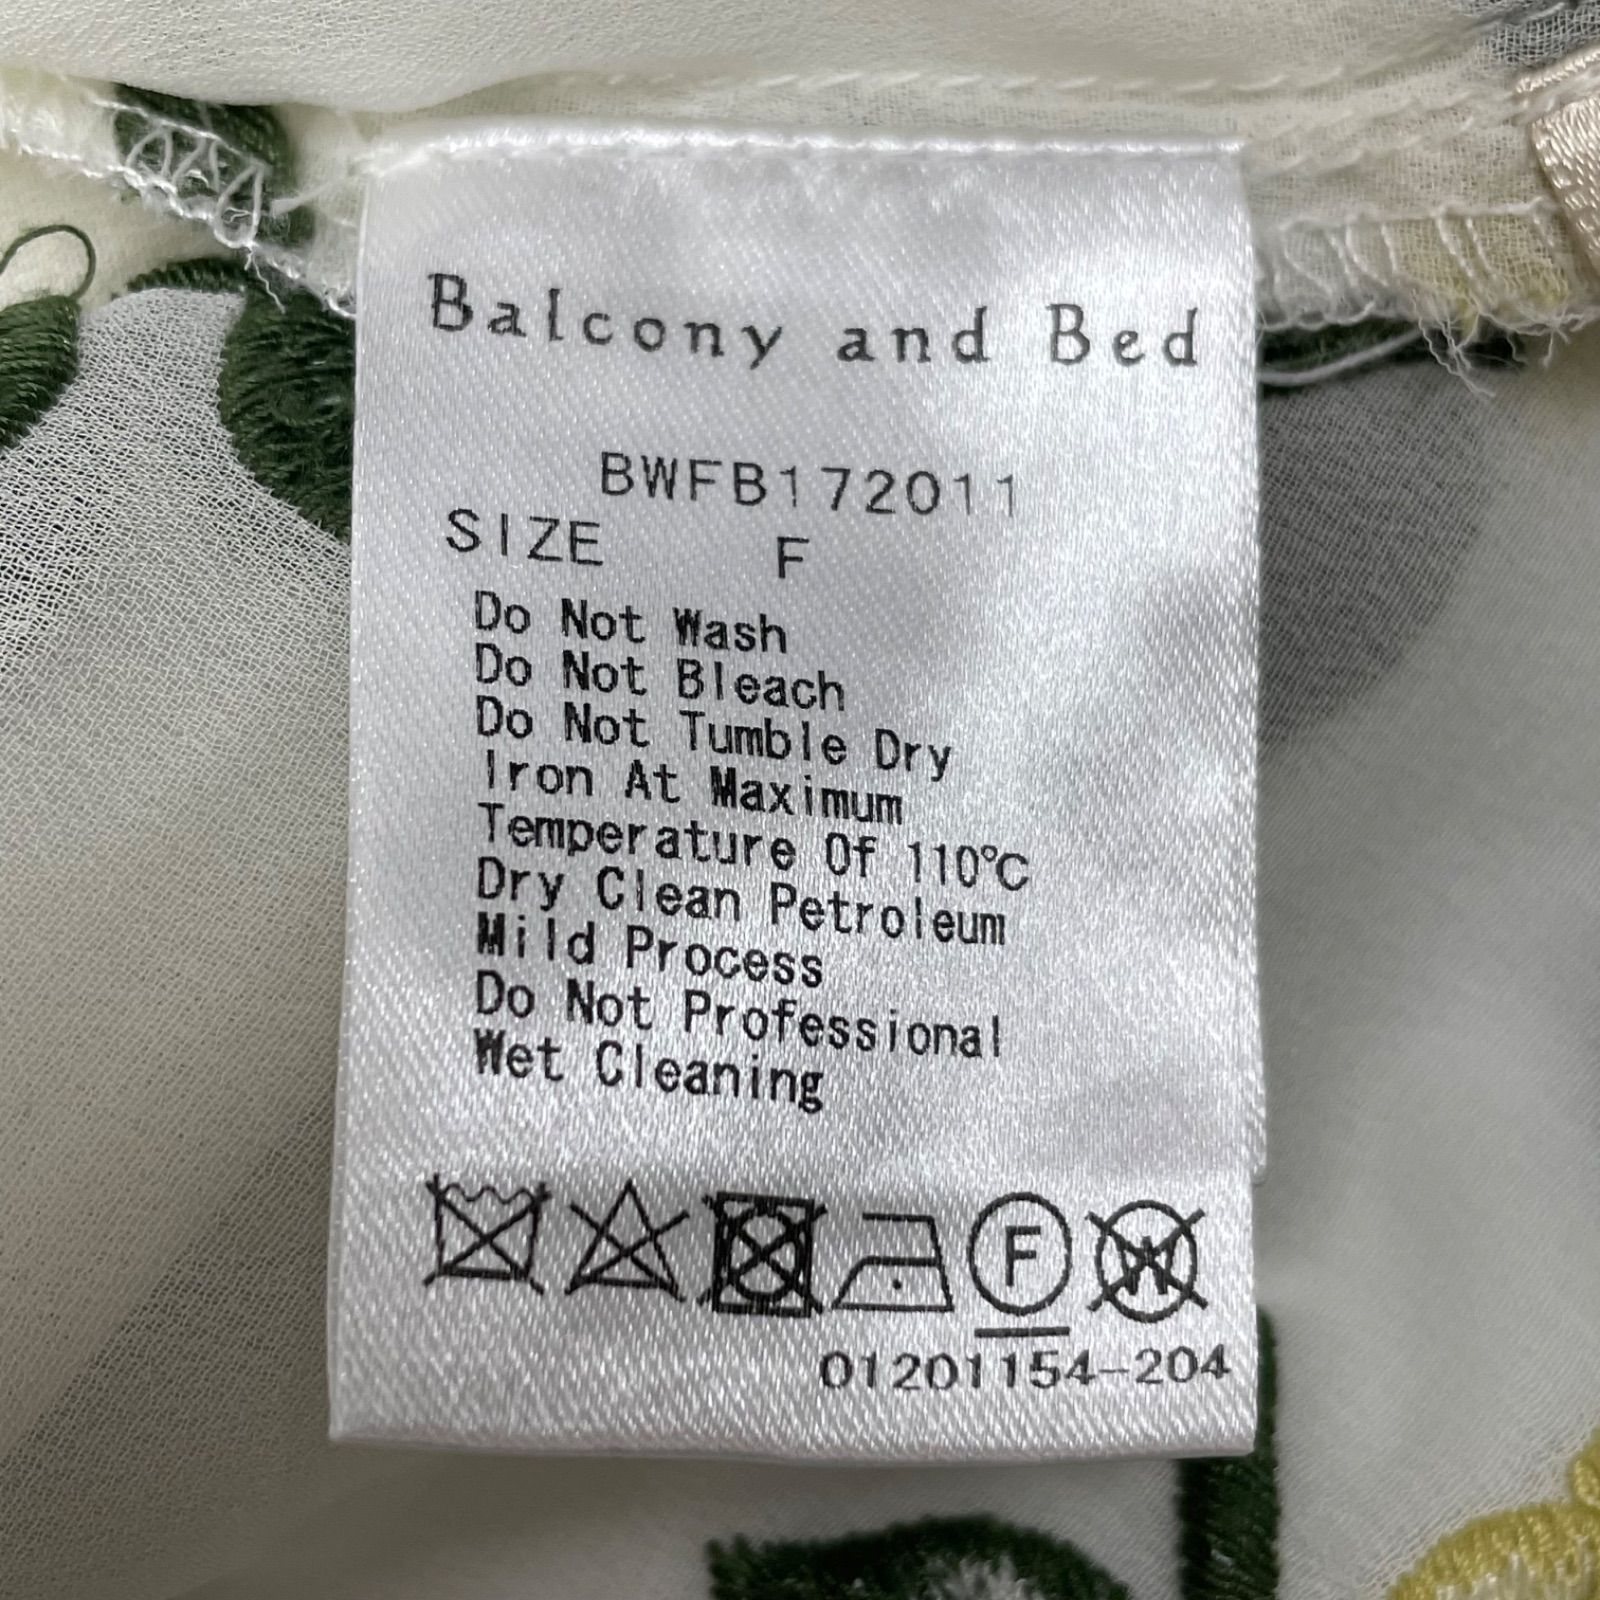 Balcony and Bed
BWFB172011
SIZE F
Do Not Wash
Do Not Bleach
Do Not Tumble Dry
Iron At Maximum
Temperature Of 110℃
Dry Clean Petroleum
Mild Process
Do Not Professional
Wet Cleaning
F W
01201154-204